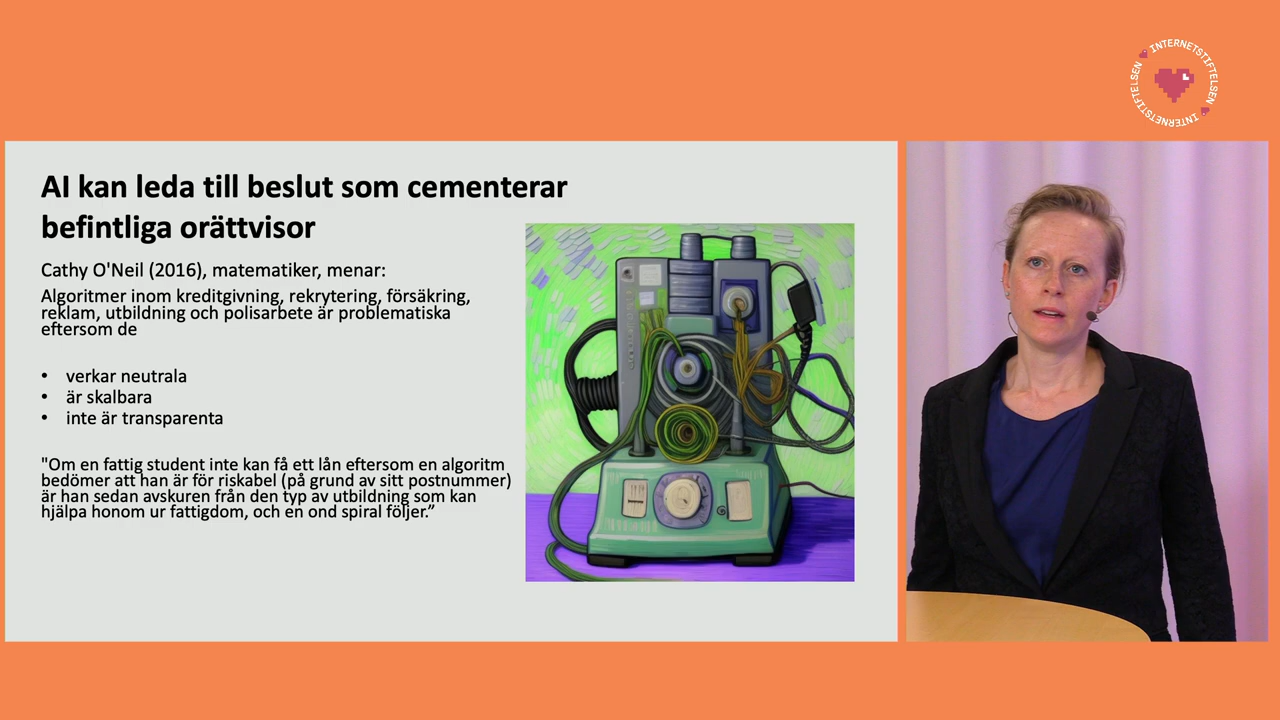 INTERNETSTIFTELSEN
INTERNETSTIFTELSEN
AI kan leda till beslut som cementerar
befintliga orättvisor
Cathy O'Neil (2016), matematiker, menar:
Algoritmer inom kreditgivning, rekrytering, försäkring,
reklam, utbildning och polisarbete är problematiska
eftersom de
• verkar neutrala
• är skalbara
• inte är transparenta
"Om en fattig student inte kan få ett lån eftersom en algoritm
bedömer att han är för riskabel (på grund av sitt postnummer)
är han sedan avskuren från den typ av utbildning som kan
hjälpa honom ur fattigdom, och en ond spiral följer.”